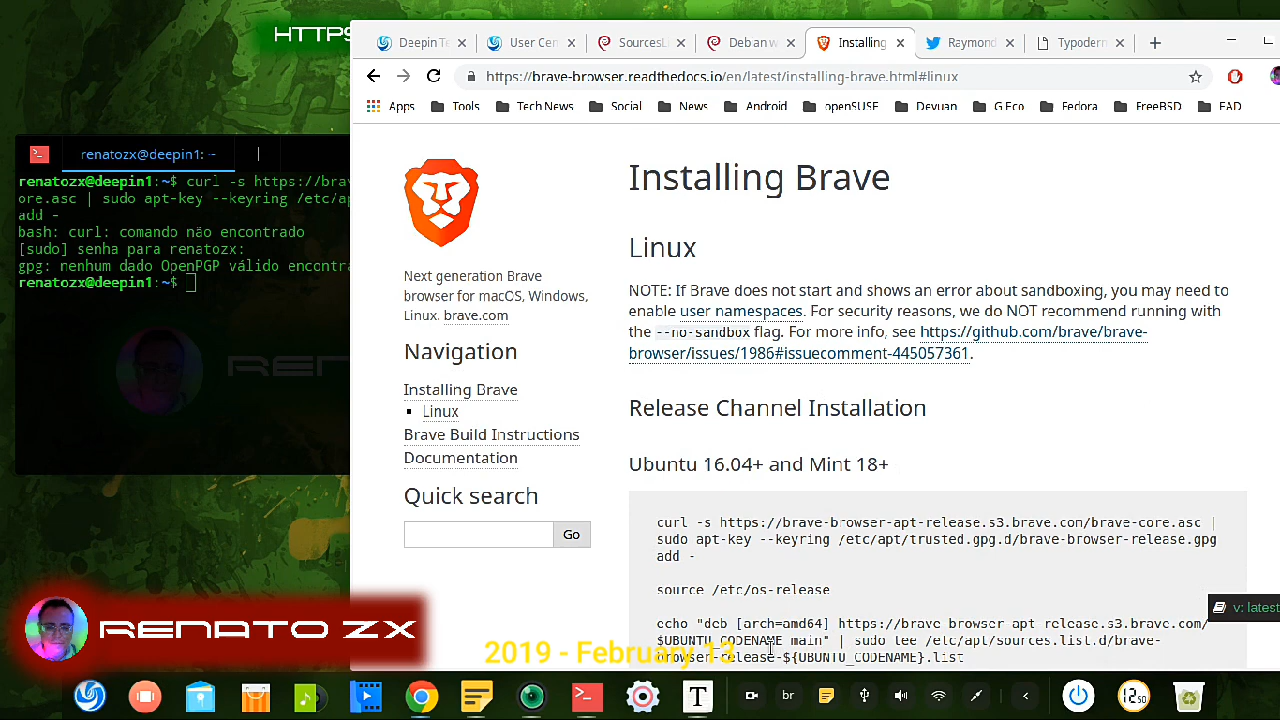 HTTPS
Deepin Te
User Cen
SourcesL
Debian w
Installing
Raymond
Typodern
https://brave-browser.readthedocs.io/en/latest/installing-brave.html#linux
Apps
Tools
Tech News
Social
News
Android
openSUSE
Devuan
G.Eco
Fedora
FreeBSD
EAD
renatozx@deepin1: ~
renatozx@deepin1:~$ curl -s https://brav
ore.asc | sudo apt-key --keyring /etc/ap
add -
bash: curl: comando não encontrado
[sudo] senha para renatozx:
gpg: nenhum dado OpenPGP válido encontra
renatozx@deepin1:~$
Next generation Brave
browser for macOS, Windows,
Linux. brave.com
Navigation
Installing Brave
Linux
Brave Build Instructions
Documentation
Quick search
Go
Installing Brave
Linux
NOTE: If Brave does not start and shows an error about sandboxing, you may need to
enable user namespaces. For security reasons, we do NOT recommend running with
the --no-sandbox flag. For more info, see https://github.com/brave/brave-
browser/issues/1986#issuecomment-445057361.
Release Channel Installation
Ubuntu 16.04+ and Mint 18+
curl -s https://brave-browser-apt-release.s3.brave.com/brave-core.asc |
sudo apt-key --keyring /etc/apt/trusted.gpg.d/brave-browser-release.gpg
add -
source /etc/os-release
echo "deb [arch=amd64] https://brave-browser-apt-release.s3.brave.com/
$UBUNTU_CODENAME main" | sudo tee /etc/apt/sources.list.d/brave-
browser-release-${UBUNTU_CODENAME}.list
v: latest
RENATO ZX
2019 - February 13
br
12:50